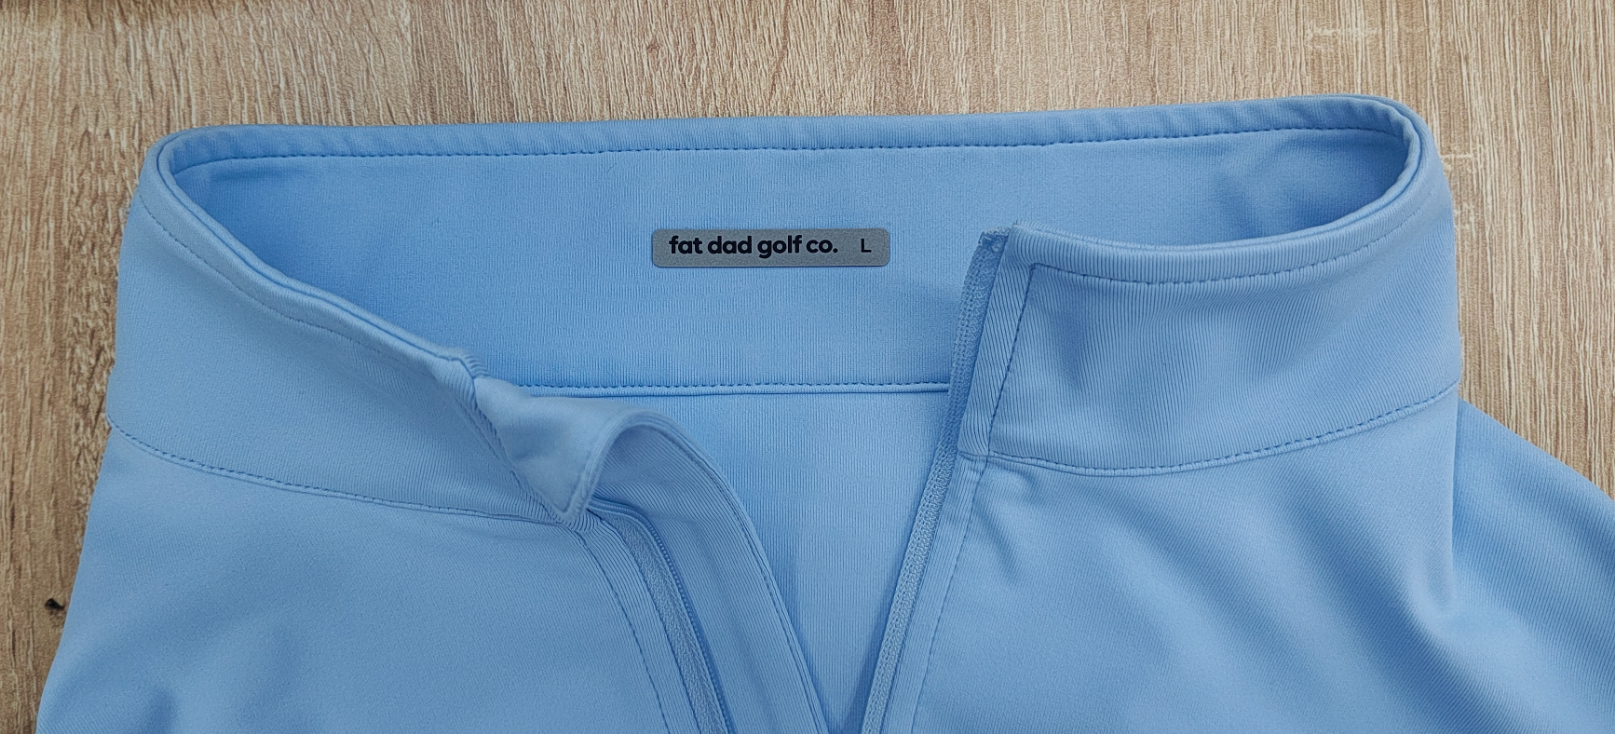 fat dad golf co. L